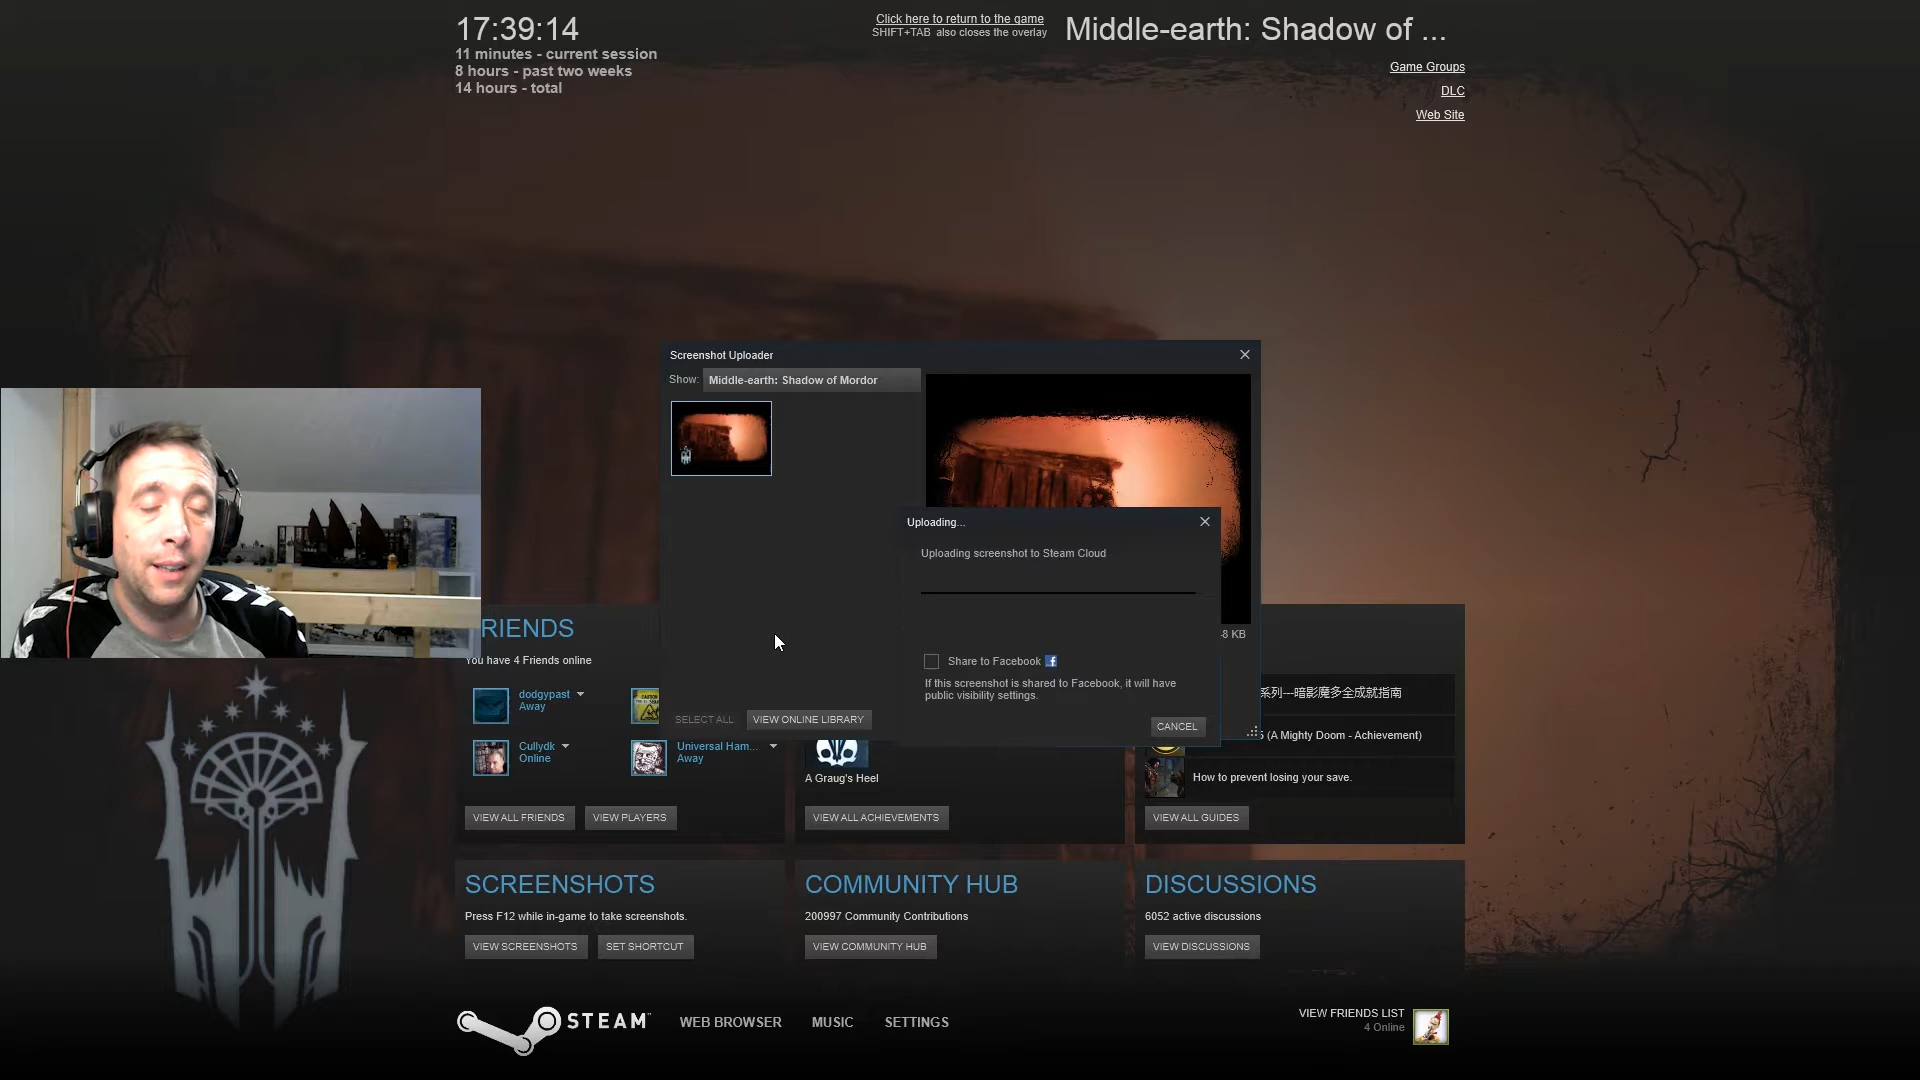 17:39:14
11 minutes - current session
8 hours - past two weeks
14 hours - total
Click here to return to the game
SHIFT+TAB also closes the overlay
Middle-earth: Shadow of ...
Game Groups
DLC
Web Site
Screenshot Uploader
Show: Middle-earth: Shadow of Mordor
Uploading...
Uploading screenshot to Steam Cloud
Share to Facebook
If this screenshot is shared to Facebook, it will have
public visibility settings.
CANCEL
8 KB
SELECT ALL
VIEW ONLINE LIBRARY
RIENDS
You have 4 Friends online
dodgypast
Away
Cullydk
Online
Universal Ham...
Away
VIEW ALL FRIENDS
VIEW PLAYERS
A Graug's Heel
VIEW ALL ACHIEVEMENTS
系列---暗影魔多全成就指南
(A Mighty Doom - Achievement)
How to prevent losing your save.
VIEW ALL GUIDES
SCREENSHOTS
Press F12 while in-game to take screenshots.
VIEW SCREENSHOTS
SET SHORTCUT
COMMUNITY HUB
200997 Community Contributions
VIEW COMMUNITY HUB
DISCUSSIONS
6052 active discussions
VIEW DISCUSSIONS
STEAM
WEB BROWSER
MUSIC
SETTINGS
VIEW FRIENDS LIST
4 Online